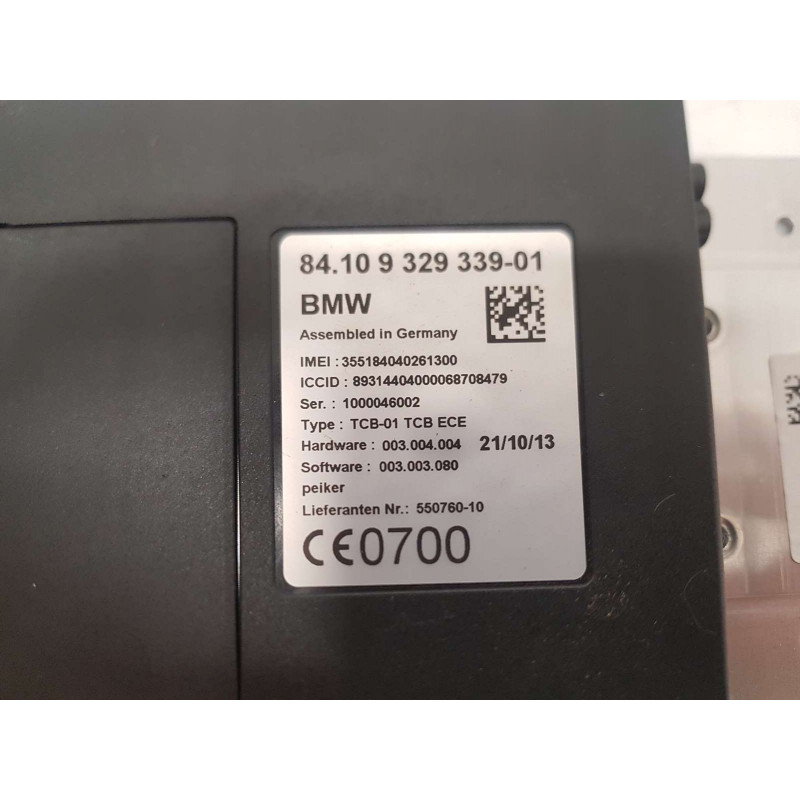 84.10 9 329 339-01
BMW
Assembled in Germany
IMEI : 355184040261300
ICCID : 89314404000068708479
Ser. : 1000046002
Type : TCB-01 TCB ECE
Hardware : 003.004.004 21/10/13
Software : 003.003.080
peiker
Lieferanten Nr.: 550760-10
CE0700